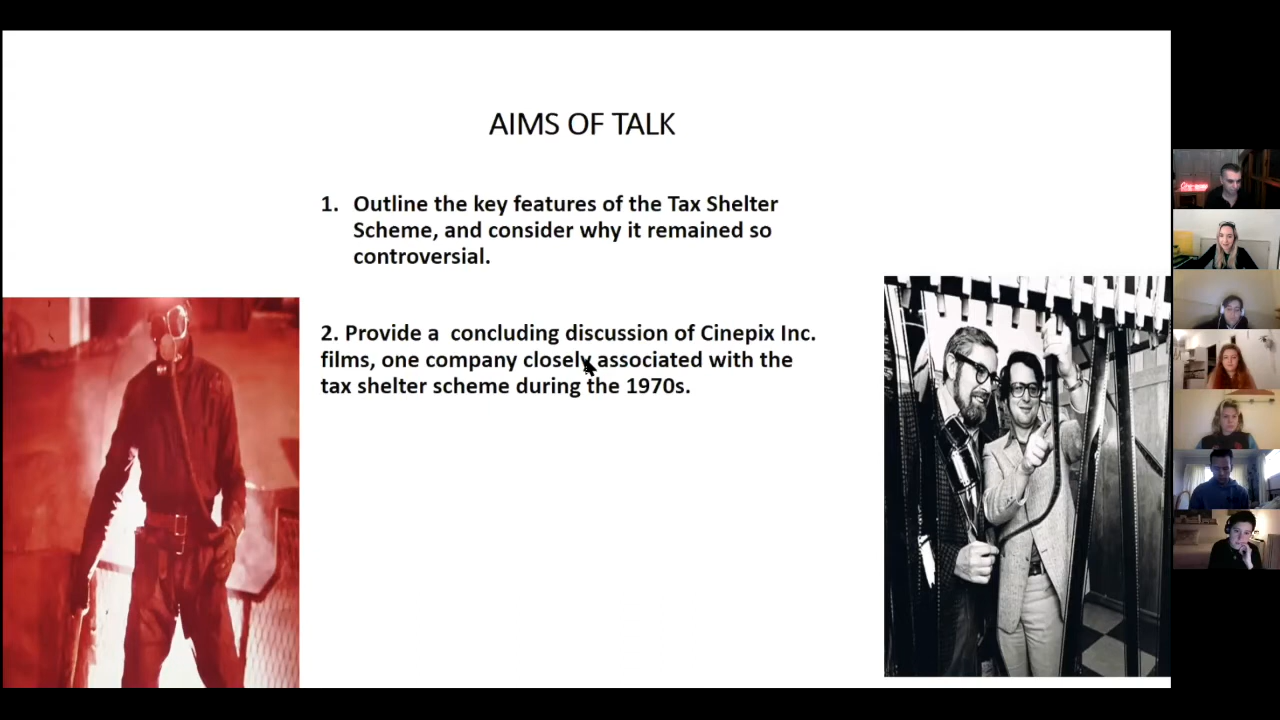 AIMS OF TALK
1. Outline the key features of the Tax Shelter
Scheme, and consider why it remained so
controversial.
2. Provide a  concluding discussion of Cinepix Inc.
films, one company closely associated with the
tax shelter scheme during the 1970s.